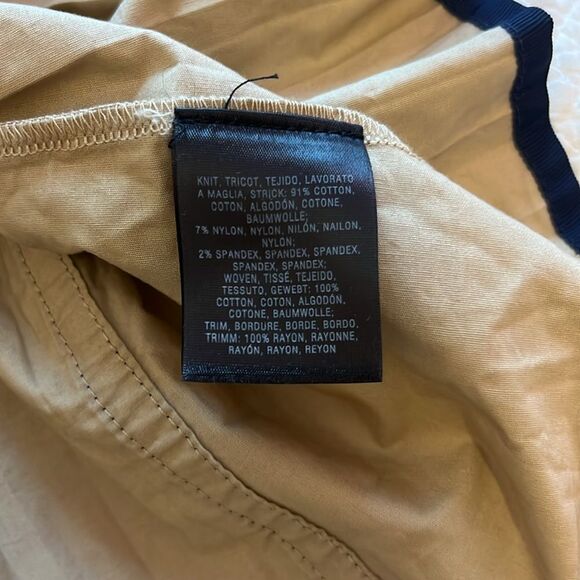 KNIT, TRICOT, TEJIDO, LAVORATO
A MAGLIA, STRICK: 91% COTTON,
COTON, ALGODÓN, COTONE,
BAUMWOLLE;
7% NYLON, NYLON, NILÓN, NAILON,
NYLON;
2% SPANDEX, SPANDEX, SPANDEX,
SPANDEX, SPANDEX;
WOVEN, TISSÉ, TEJEIDO,
TESSUTO, GEWEBT: 100%
COTTON, COTON, ALGODÓN,
COTONE, BAUMWOLLE;
TRIM, BORDURE, BORDE, BORDO,
TRIMM: 100% RAYON, RAYONNE,
RAYÓN, RAYON, REYON